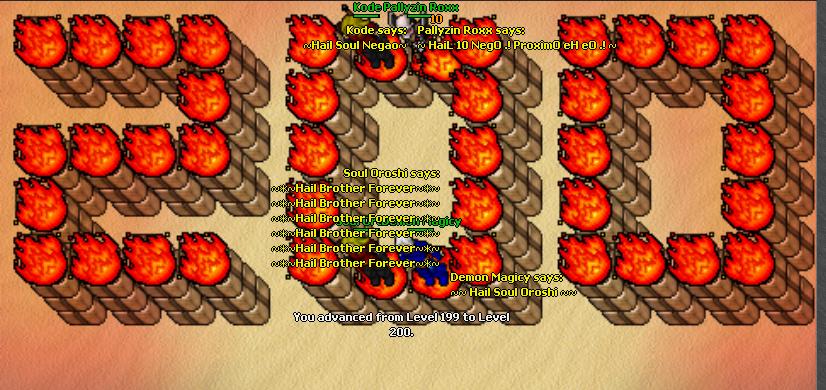 Kode Pallyzin Roxx
10
Kode says:
~Hail Soul Negao~
Pallyzin Roxx says:
~ HaiL 10 NegO .! ProximO eH eO .! ~
Soul Oroshi says:
~×~Hail Brother Forever~×~
~×~Hail Brother Forever~×~
~×~Hail Brother Forever~×~
~×~Hail Brother Forever~×~
~×~Hail Brother Forever~×~
~×~Hail Brother Forever~×~
Demon Magicy says:
~~ Hail Soul Oroshi ~~
You advanced from Level 199 to Level
200.